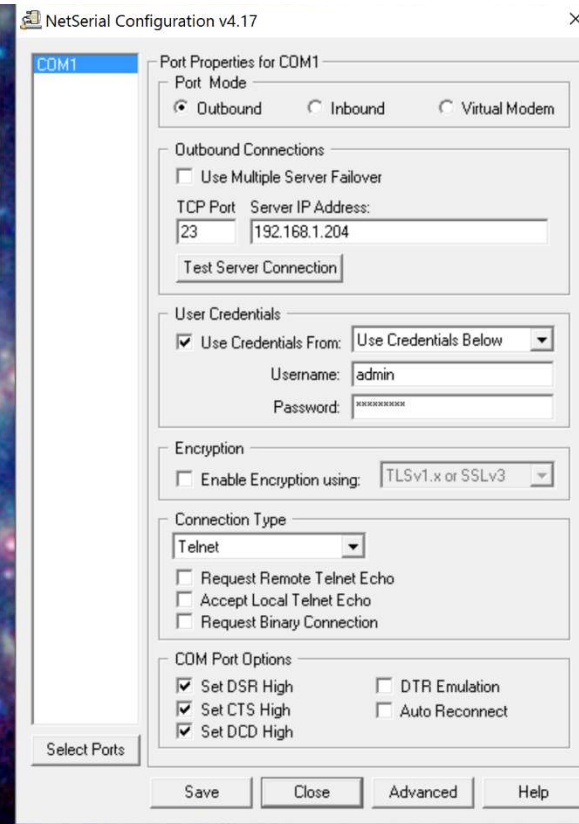 NetSerial Configuration v4.17
COM1
Port Properties for COM1
Port Mode
Outbound Inbound Virtual Modem
Outbound Connections
Use Multiple Server Failover
TCP Port Server IP Address:
23 192.168.1.204
Test Server Connection
User Credentials
Use Credentials From: Use Credentials Below
Username: admin
Password: *********
Encryption
Enable Encryption using: TLSv1.x or SSLv3
Connection Type
Telnet
Request Remote Telnet Echo
Accept Local Telnet Echo
Request Binary Connection
COM Port Options
Set DSR High DTR Emulation
Set CTS High Auto Reconnect
Set DCD High
Select Ports
Save Close Advanced Help